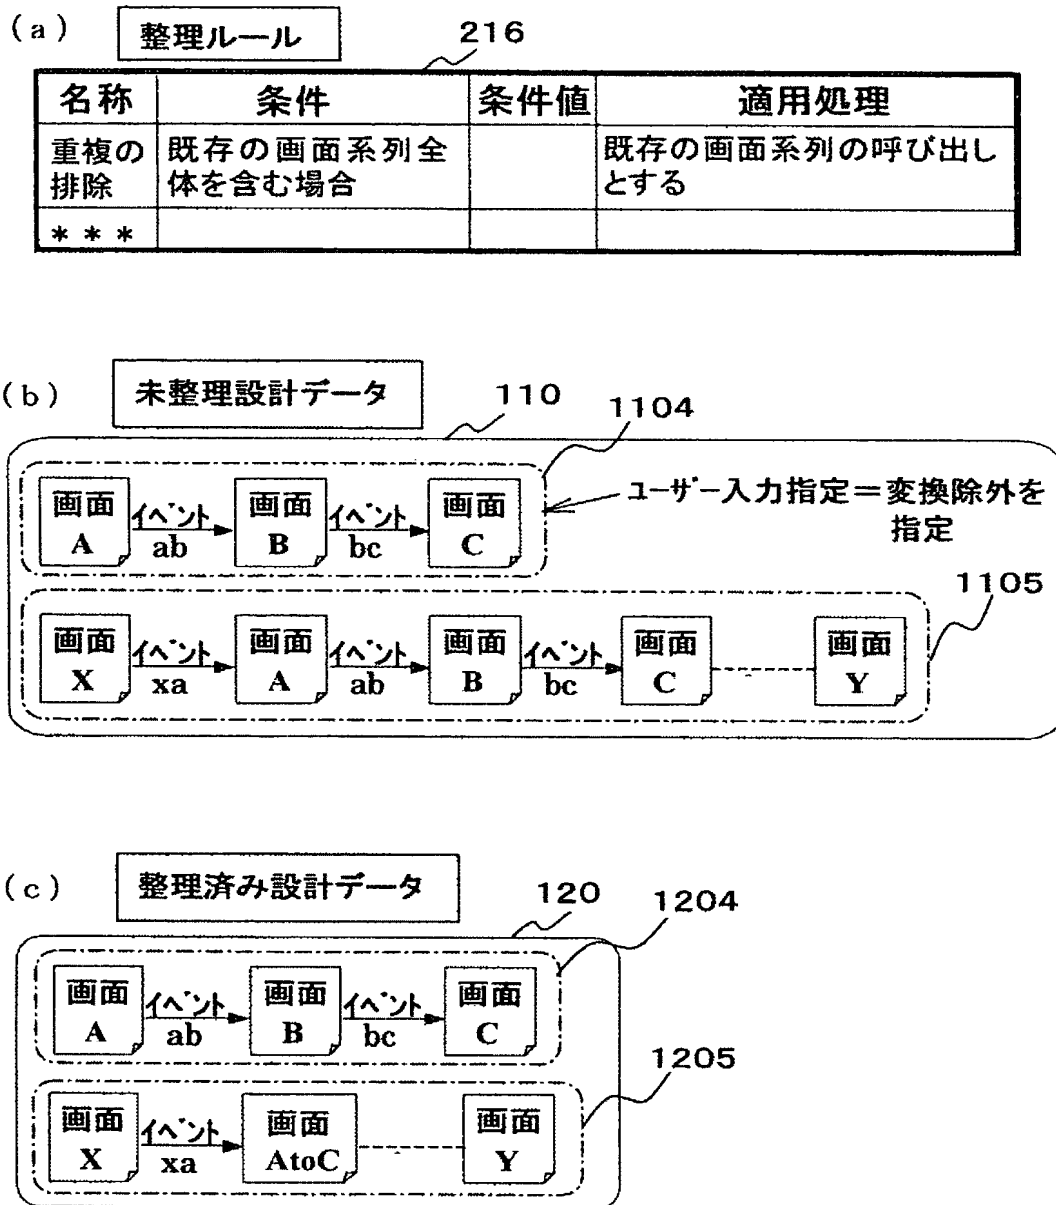 (a) 整理ルール 216
名称 条件 条件値 適用処理
重複の 既存の画面系列全 既存の画面系列の呼び出し
排除 体を含む場合 とする
＊＊＊
(b) 未整理設計データ 110 1104
画面 イベント 画面 イベント 画面 ユーザー入力指定＝変換除外を
A ab B bc C 指定
1105
画面 イベント 画面 イベント 画面 イベント 画面 画面
X xa A ab B bc C Y
(c) 整理済み設計データ 120 1204
画面 イベント 画面 イベント 画面
A ab B bc C
1205
画面 イベント 画面 画面
X xa AtoC Y